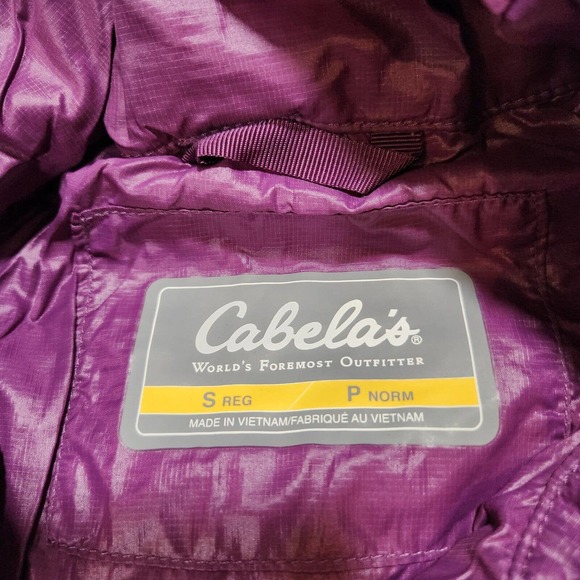 Cabela's®
WORLD'S FOREMOST OUTFITTER
S REG P NORM
MADE IN VIETNAM/FABRIQUÉ AU VIETNAM